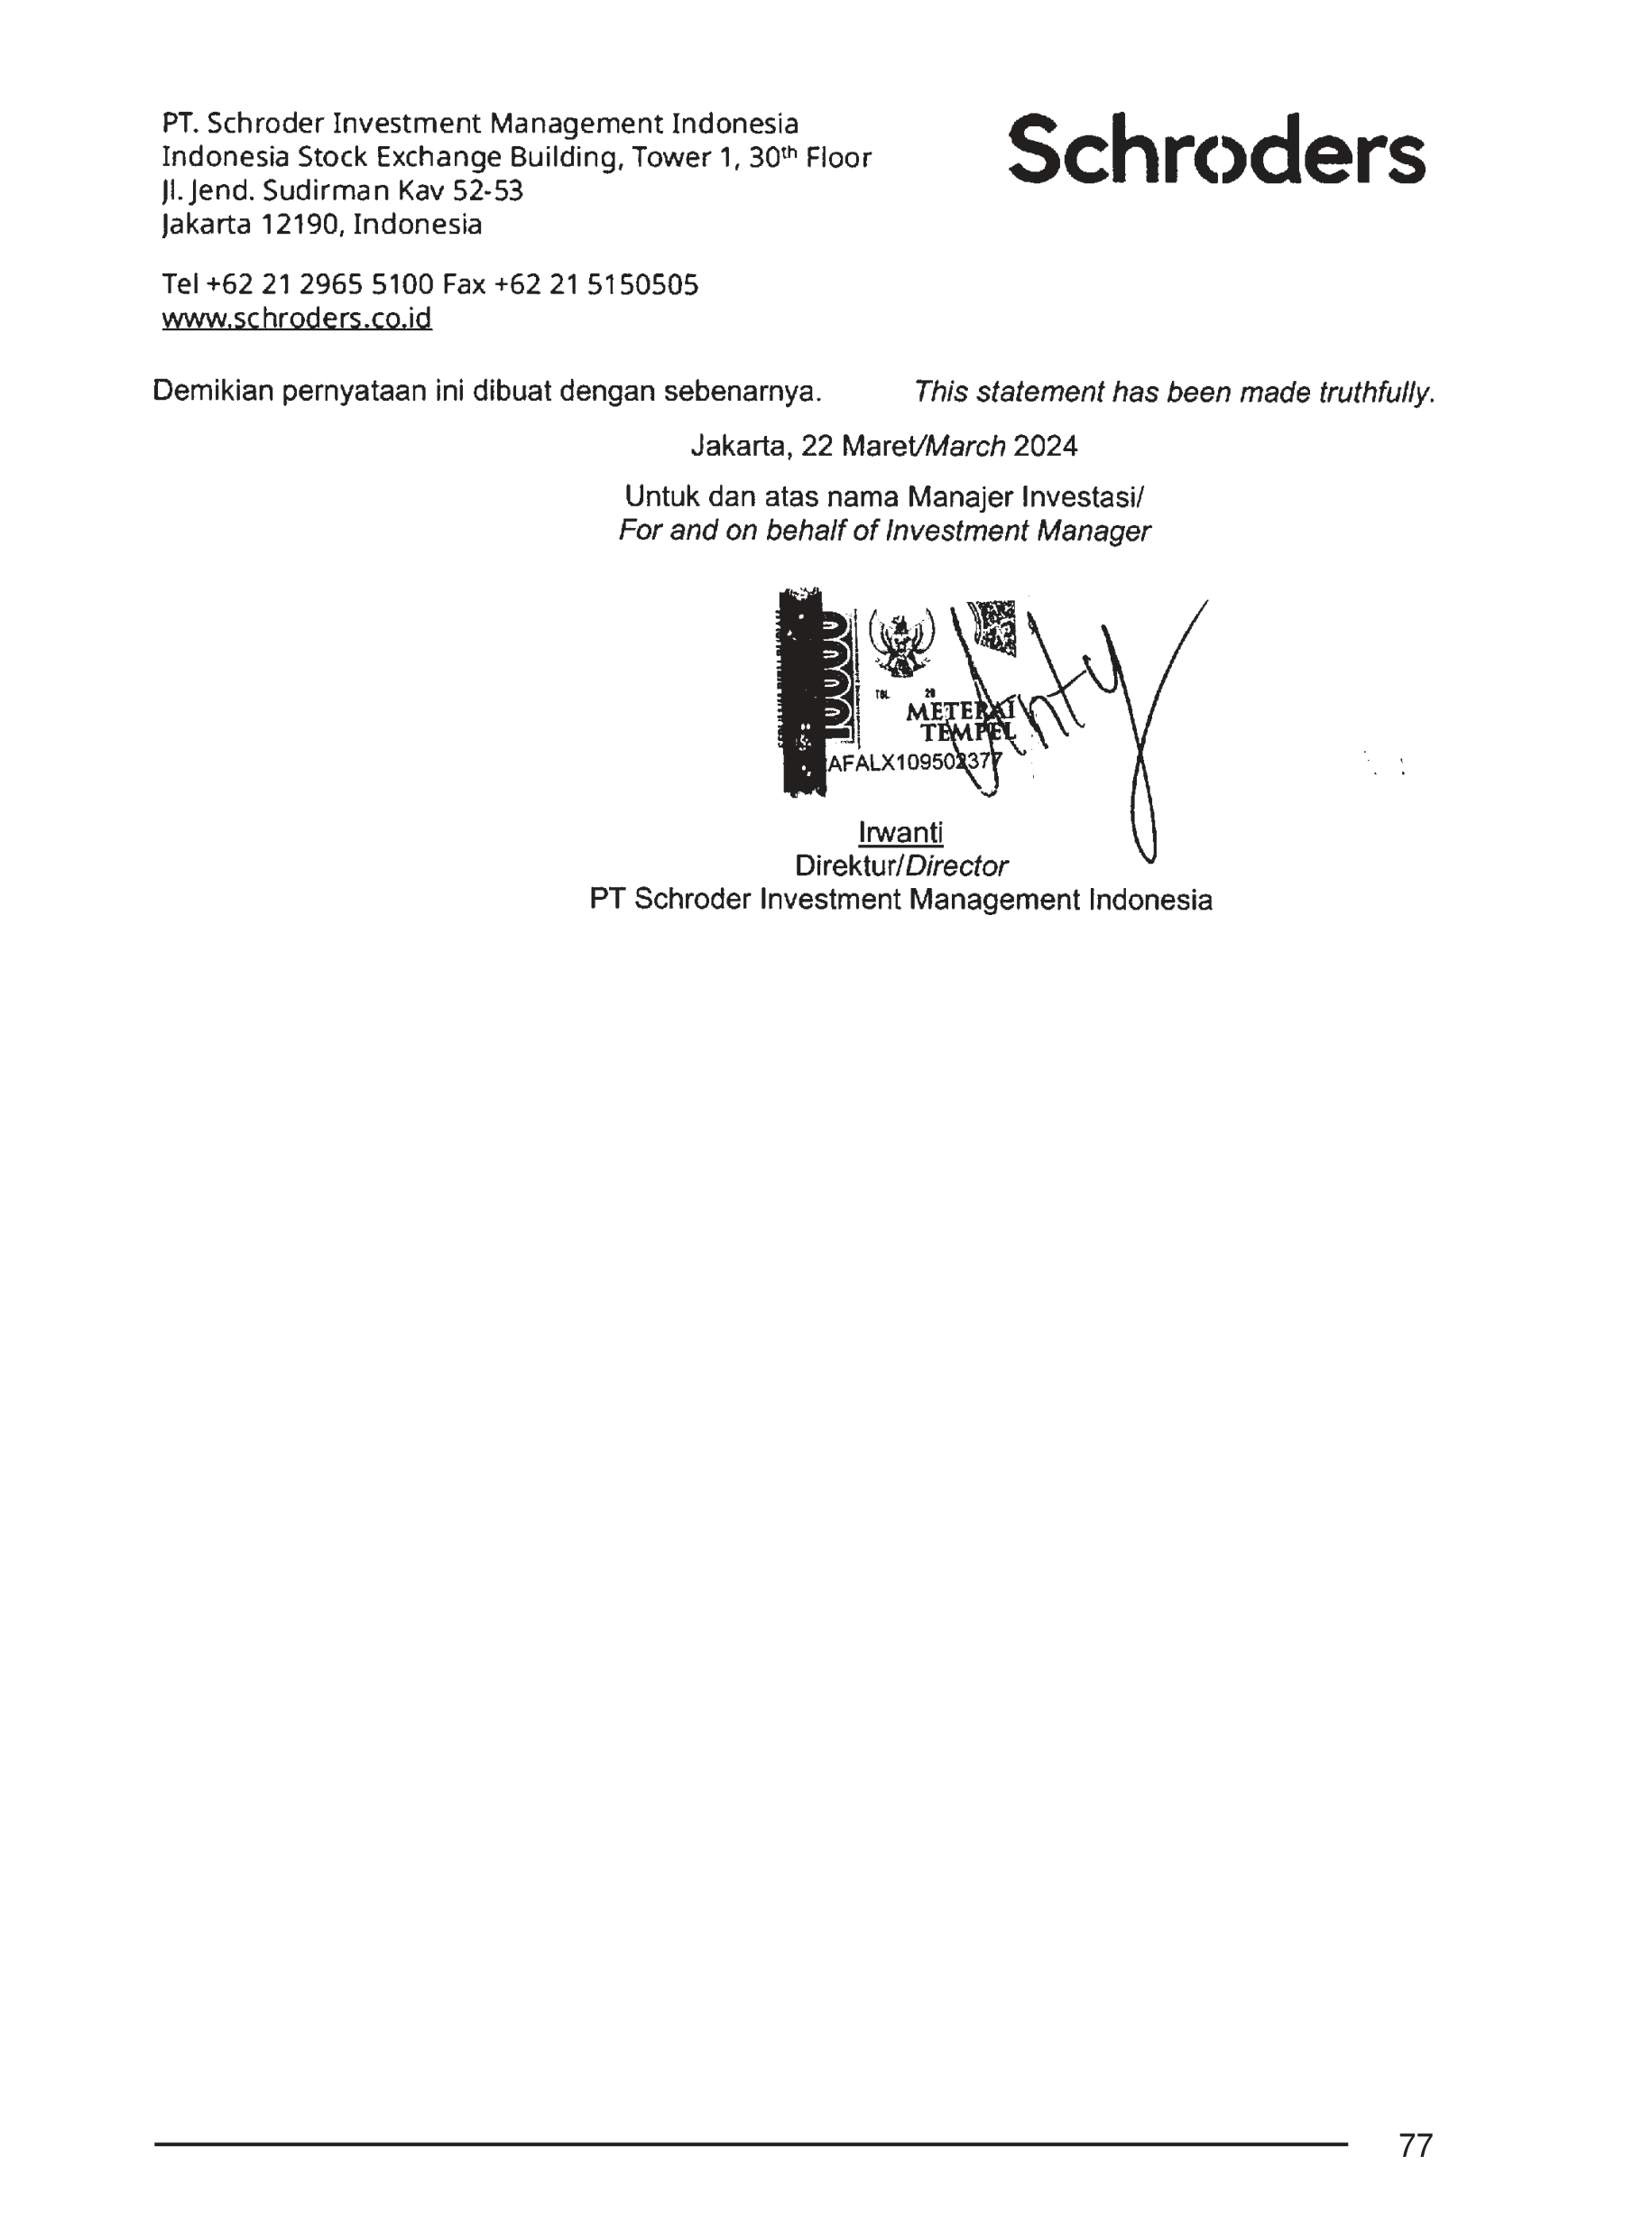 PT. Schroder Investment Management Indonesia
Indonesia Stock Exchange Building, Tower 1, 30th Floor
Jl. Jend. Sudirman Kav 52-53
Jakarta 12190, Indonesia
Schroders
Tel +62 21 2965 5100 Fax +62 21 5150505
www.schroders.co.id
Demikian pernyataan ini dibuat dengan sebenarnya.
This statement has been made truthfully.
Jakarta, 22 Maret/March 2024
Untuk dan atas nama Manajer Investasi/
For and on behalf of Investment Manager
10000
TGL. 20
METERAI
TEMPEL
AFALX109502377
Irwanti
Direktur/Director
PT Schroder Investment Management Indonesia
77